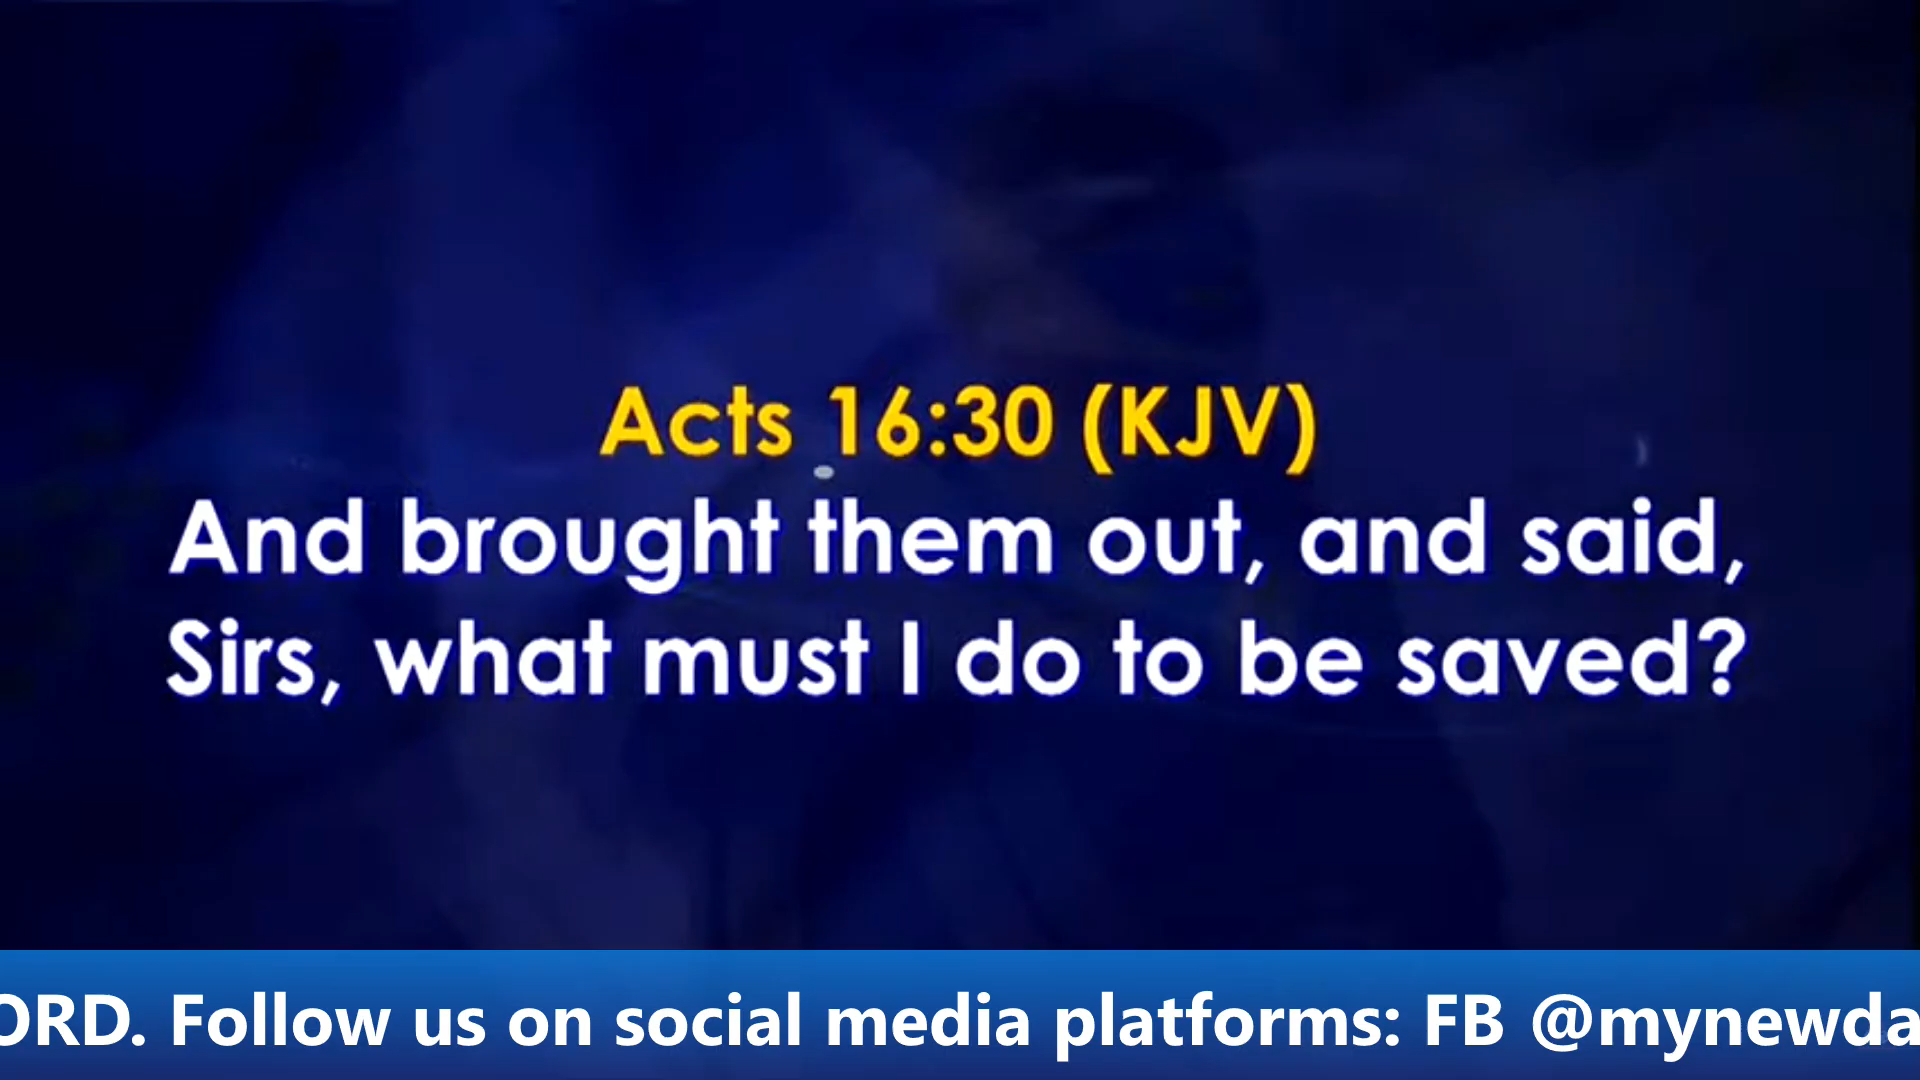 Acts 16:30 (KJV)
And brought them out, and said,
Sirs, what must I do to be saved?
ORD. Follow us on social media platforms: FB @mynewda